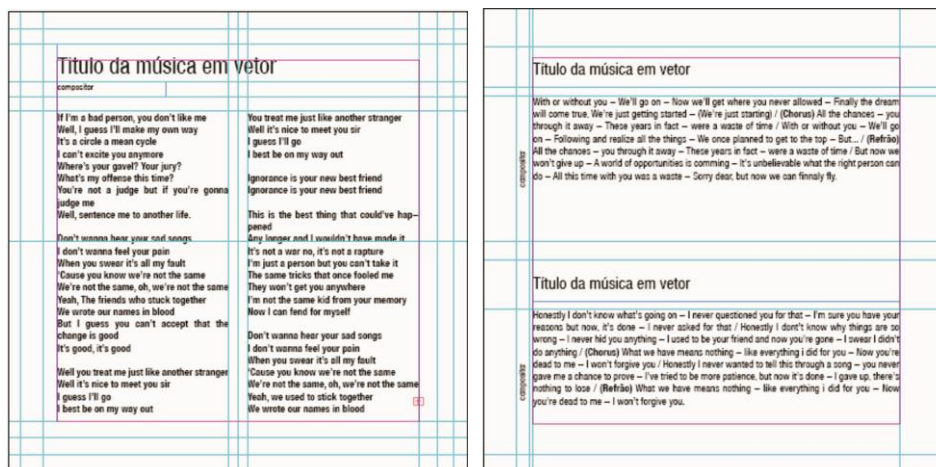 Título da música em vetor
compositor
If I'm a bad person, you don't like me
Well, I guess I'll make my own way
It's a circle a mean cycle
I can't excite you anymore
Where's your gavel? Your jury?
What's my offense this time?
You're not a judge but if you're gonna
judge me
Well, sentence me to another life.
Don't wanna hear your sad songs
I don't wanna feel your pain
When you swear it's all my fault
'Cause you know we're not the same
We're not the same, oh, we're not the same
Yeah, The friends who stuck together
We wrote our names in blood
But I guess you can't accept that the
change is good
It's good, it's good
Well you treat me just like another stranger
Well it's nice to meet you sir
I guess I'll go
I best be on my way out
You treat me just like another stranger
Well it's nice to meet you sir
I guess I'll go
I best be on my way out
Ignorance is your new best friend
Ignorance is your new best friend
This is the best thing that could've hap–
pened
Any longer and I wouldn't have made it
It's not a war no, it's not a rapture
I'm just a person but you can't take it
The same tricks that once fooled me
They won't get you anywhere
I'm not the same kid from your memory
Now I can fend for myself
Don't wanna hear your sad songs
I don't wanna feel your pain
When you swear it's all my fault
'Cause you know we're not the same
We're not the same, oh, we're not the same
Yeah, we used to stick together
We wrote our names in blood
Título da música em vetor
compositor
With or without you – We'll go on – Now we'll get where you never allowed – Finally the dream
will come true, We're just getting started – (We're just starting) / (Chorus) All the chances – you
through it away – These years in fact – were a waste of time / With or without you – We'll go
on – Following and realize all the things – We once planned to get to the top – But... / (Refrão)
All the chances – you through it away – These years in fact – were a waste of time / But now we
won't give up – A world of opportunities is comming – It's unbelievable what the right person can
do – All this time with you was a waste – Sorry dear, but now we can finnaly fly.
Título da música em vetor
compositor
Honestly I don't know what's going on – I never questioned you for that – I'm sure you have your
reasons but now, it's done – I never asked for that / Honestly I dont't know why things are so
wrong – I never hid you anything – I used to be your friend and now you're gone – I swear I didn't
do anything / (Chorus) What we have means nothing – like everything i did for you – Now you're
dead to me – I won't forgive you / Honestly I never wanted to tell this through a song – you never
gave me a chance to prove – I've tried to be more patience, but now it's done – I gave up, there's
nothing to lose / (Refrão) What we have means nothing – like everything i did for you – Now
you're dead to me – I won't forgive you.